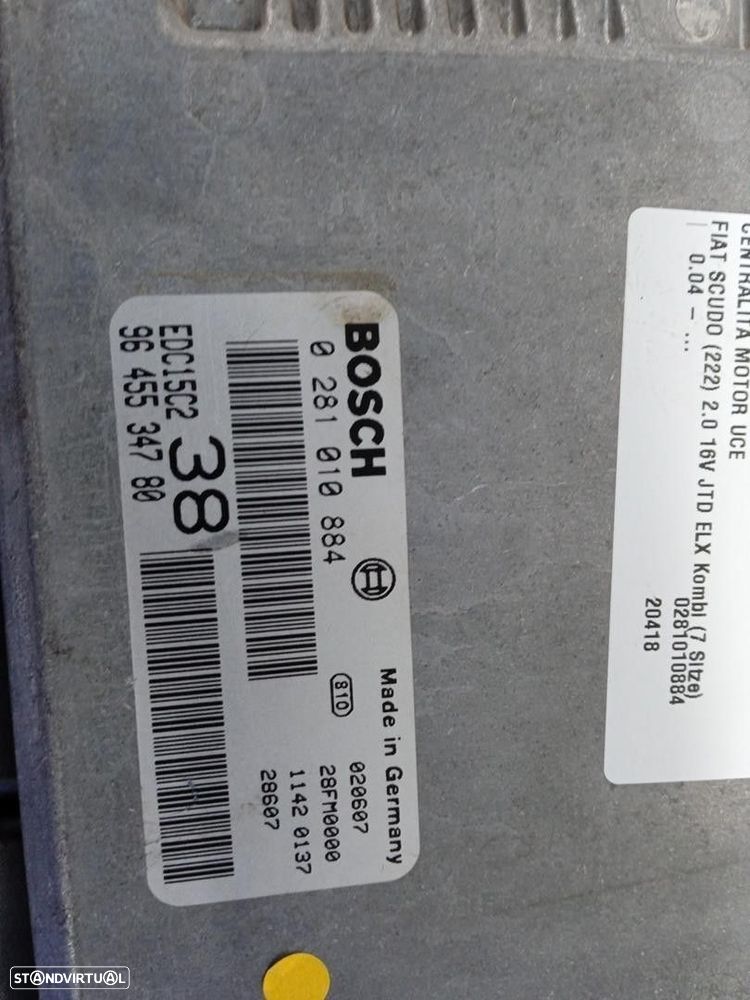 BOSCH
0 281 010 884
EDC15C2
38
96 455 347 80
Made in Germany
810
020607
28FM0000
1142 0137
28607
CENTRALITA MOTOR UCE
FIAT SCUDO (222) 2.0 16V JTD ELX Kombi (7 Sitze)
0.04 - ...
0281010884
20418
STANDVIRTUAL